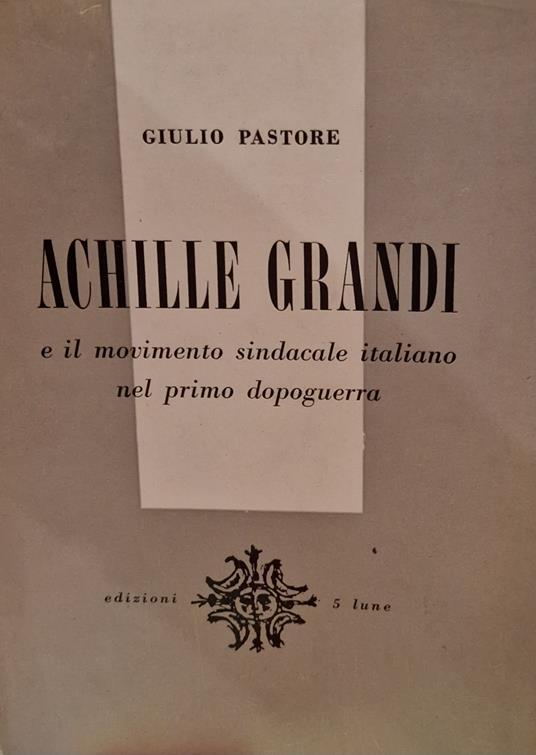 GIULIO PASTORE
ACHILLE GRANDI
e il movimento sindacale italiano
nel primo dopoguerra
edizioni 5 lune